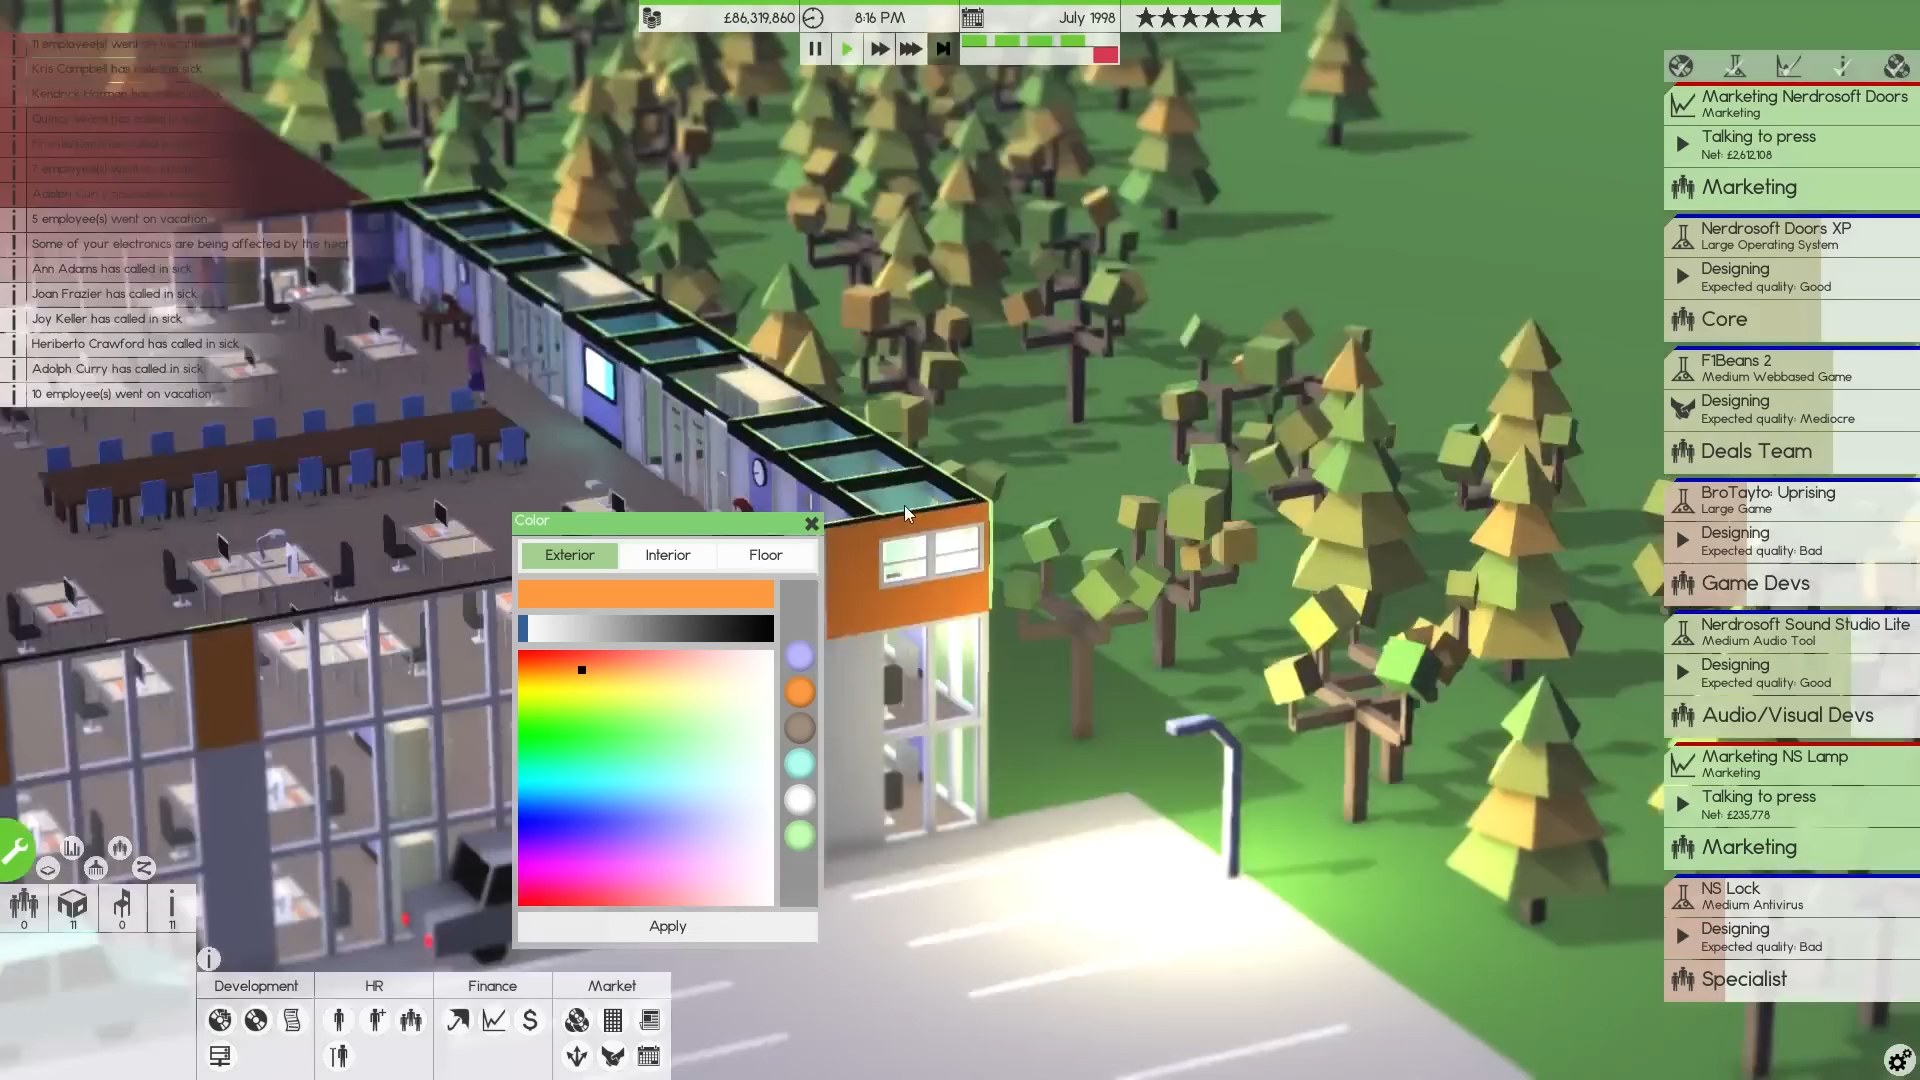 £86,319,860
8:16 PM
July 1998
11 employee(s) went on vacation
Kris Campbell has called in sick
7 employee(s) went on vacation
5 employee(s) went on vacation
Some of your electronics are being affected by the heat
Ann Adams has called in sick
Joan Frazier has called in sick
Joy Keller has called in sick
Heriberto Crawford has called in sick
Adolph Curry has called in sick
10 employee(s) went on vacation
Color
Exterior
Interior
Floor
Apply
Marketing Nerdrosoft Doors
Marketing
Talking to press
Net: £2,612,108
Marketing
Nerdrosoft Doors XP
Large Operating System
Designing
Expected quality: Good
Core
F1Beans 2
Medium Webbased Game
Designing
Expected quality: Mediocre
Deals Team
BroTayto: Uprising
Large Game
Designing
Expected quality: Bad
Game Devs
Nerdrosoft Sound Studio Lite
Medium Audio Tool
Designing
Expected quality: Good
Audio/Visual Devs
Marketing NS Lamp
Marketing
Talking to press
Net: £235,778
Marketing
NS Lock
Medium Antivirus
Designing
Expected quality: Bad
Specialist
0
11
0
11
Development
HR
Finance
Market